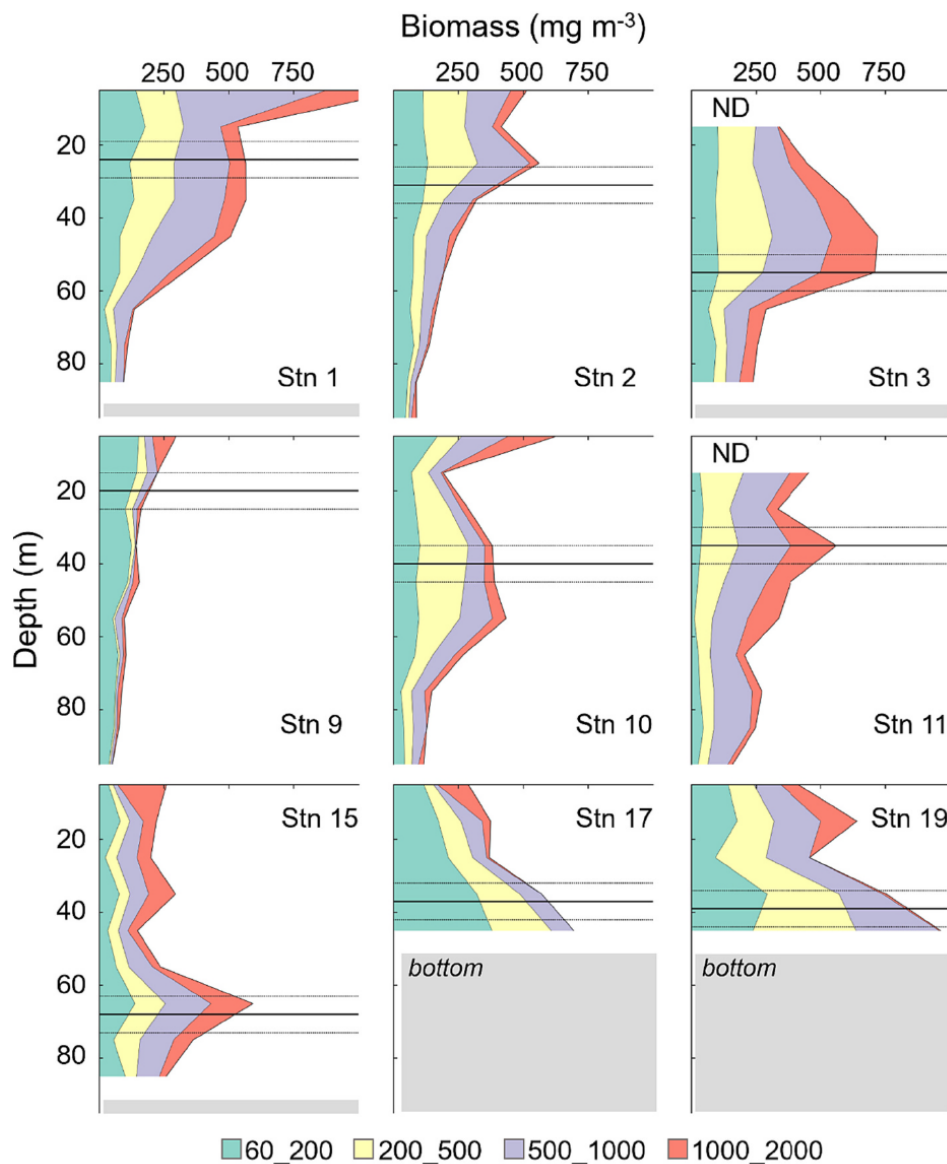 Biomass (mg m-3)
250 500 750 250 500 750 250 500 750
ND
20
40
60
80
Stn 1 Stn 2 Stn 3
Depth (m)
ND
20
40
60
80
Stn 9 Stn 10 Stn 11
Stn 15 Stn 17 Stn 19
20
40
60
80
bottom bottom
60_200 200_500 500_1000 1000_2000